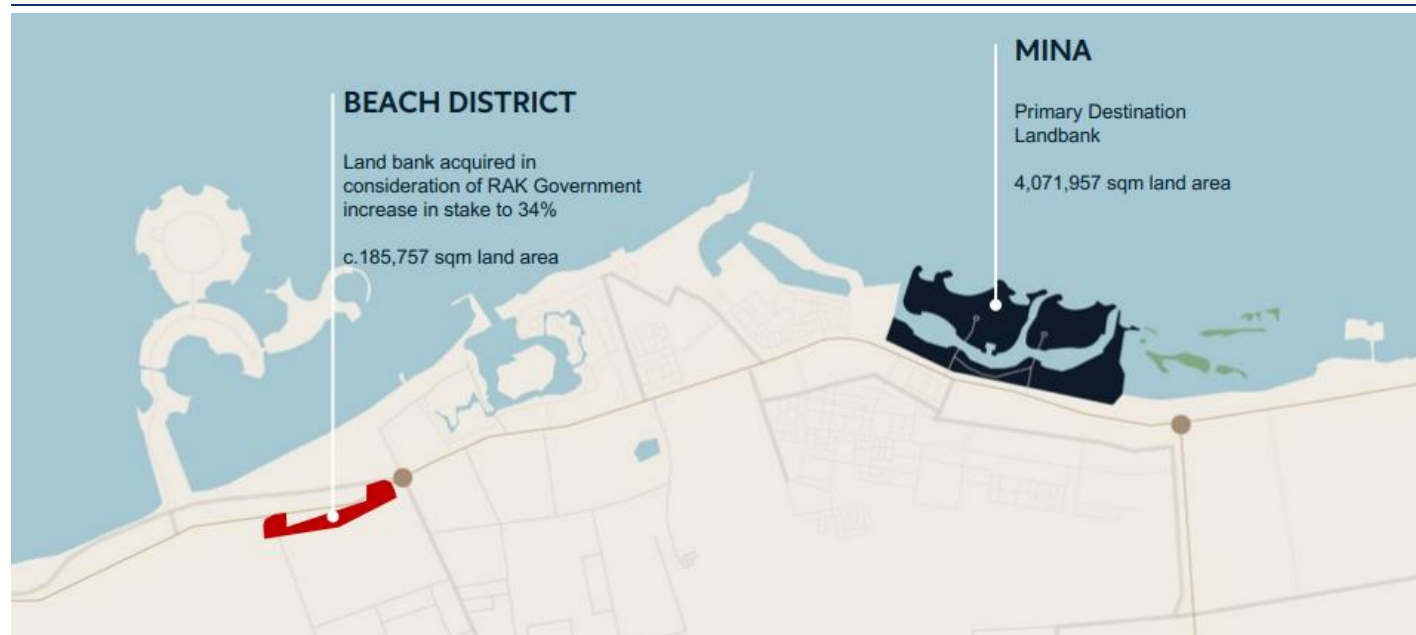 BEACH DISTRICT
Land bank acquired in
consideration of RAK Government
increase in stake to 34%
c.185,757 sqm land area
MINA
Primary Destination
Landbank
4,071,957 sqm land area